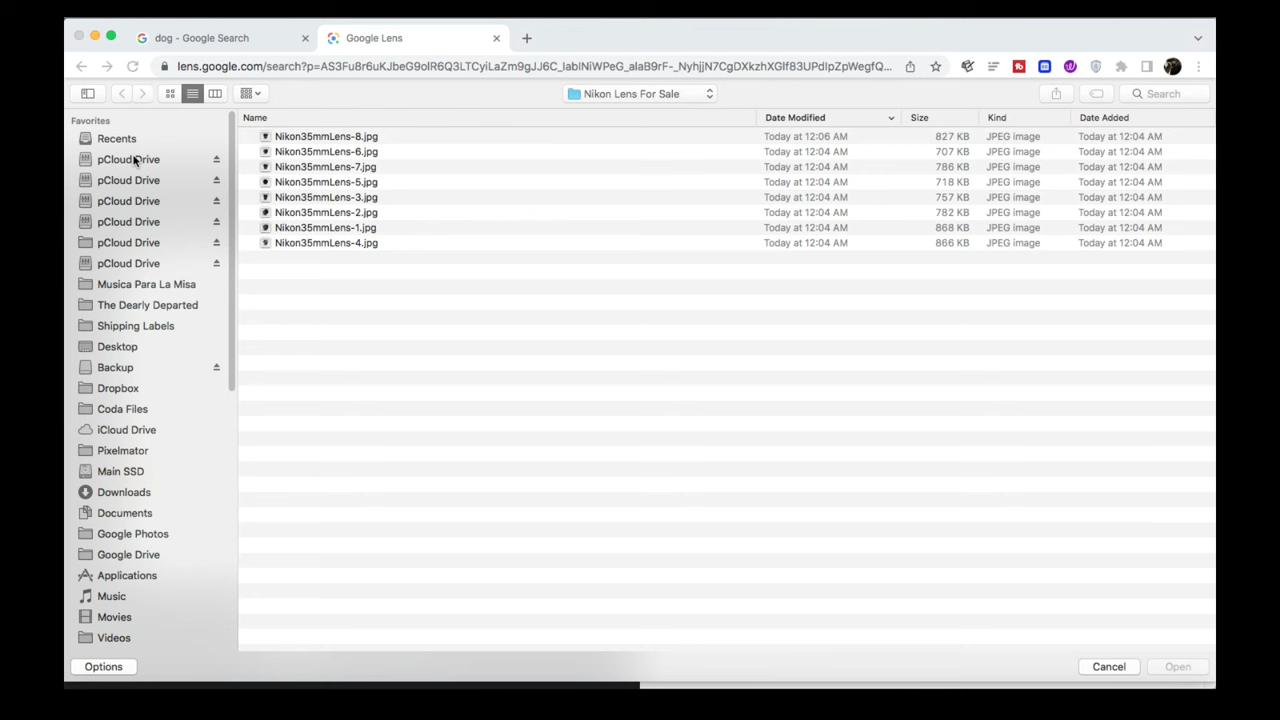 dog - Google Search
Google Lens
lens.google.com/search?p=AS3Fu8r6uKJbeG9olR6Q3LTCyiLaZm9gJJ6C_lablNiWPeG_alaB9rF-_NyhjjN7CgDXkzhXGlf83UPdIpZpWegfQ...
Nikon Lens For Sale
Search
Favorites
Name Date Modified Size Kind Date Added
Recents
pCloud Drive
pCloud Drive
pCloud Drive
pCloud Drive
pCloud Drive
pCloud Drive
Musica Para La Misa
The Dearly Departed
Shipping Labels
Desktop
Backup
Dropbox
Coda Files
iCloud Drive
Pixelmator
Main SSD
Downloads
Documents
Google Photos
Google Drive
Applications
Music
Movies
Videos
Nikon35mmLens-8.jpg Today at 12:06 AM 827 KB JPEG image Today at 12:04 AM
Nikon35mmLens-6.jpg Today at 12:04 AM 707 KB JPEG image Today at 12:04 AM
Nikon35mmLens-7.jpg Today at 12:04 AM 786 KB JPEG image Today at 12:04 AM
Nikon35mmLens-5.jpg Today at 12:04 AM 718 KB JPEG image Today at 12:04 AM
Nikon35mmLens-3.jpg Today at 12:04 AM 757 KB JPEG image Today at 12:04 AM
Nikon35mmLens-2.jpg Today at 12:04 AM 782 KB JPEG image Today at 12:04 AM
Nikon35mmLens-1.jpg Today at 12:04 AM 868 KB JPEG image Today at 12:04 AM
Nikon35mmLens-4.jpg Today at 12:04 AM 866 KB JPEG image Today at 12:04 AM
Options
Cancel
Open